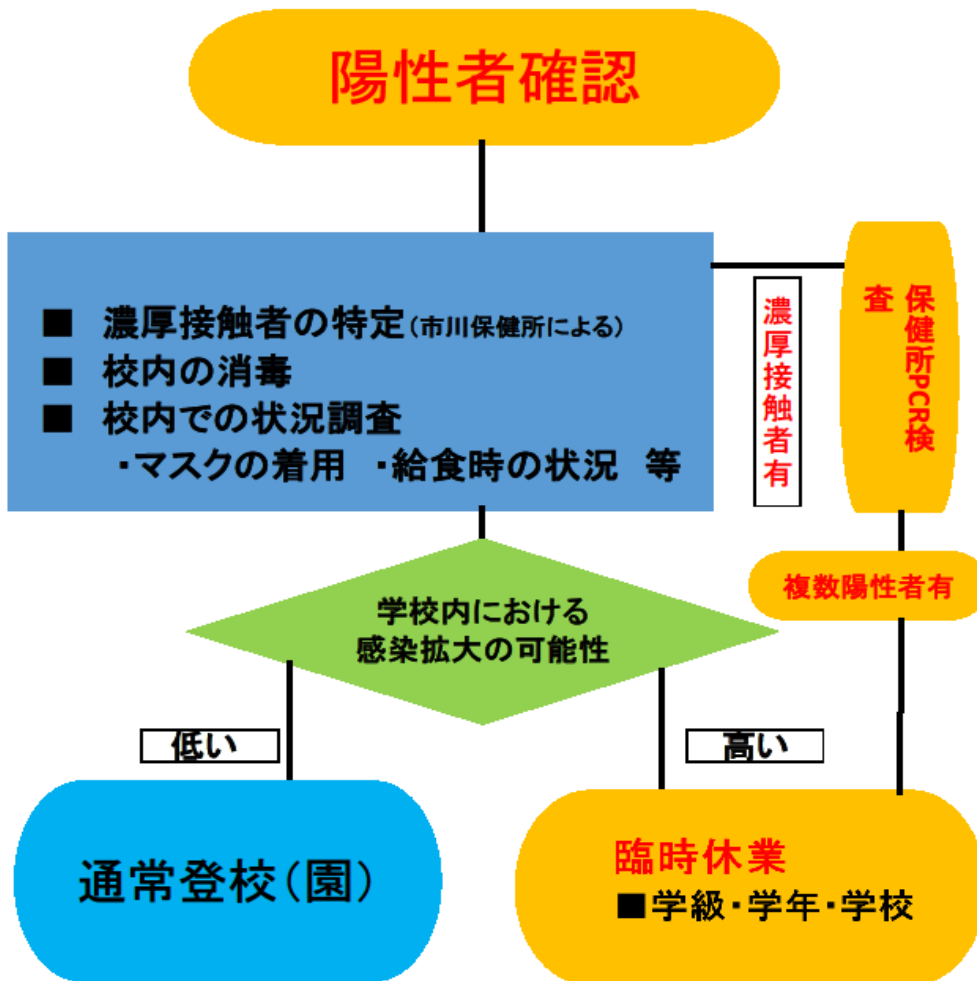 陽性者確認
■ 濃厚接触者の特定(市川保健所による)
■ 校内の消毒
■ 校内での状況調査
・マスクの着用 ・給食時の状況 等
濃厚接触者有
保健所PCR検
査
複数陽性者有
学校内における
感染拡大の可能性
低い
高い
通常登校(園)
臨時休業
■学級・学年・学校